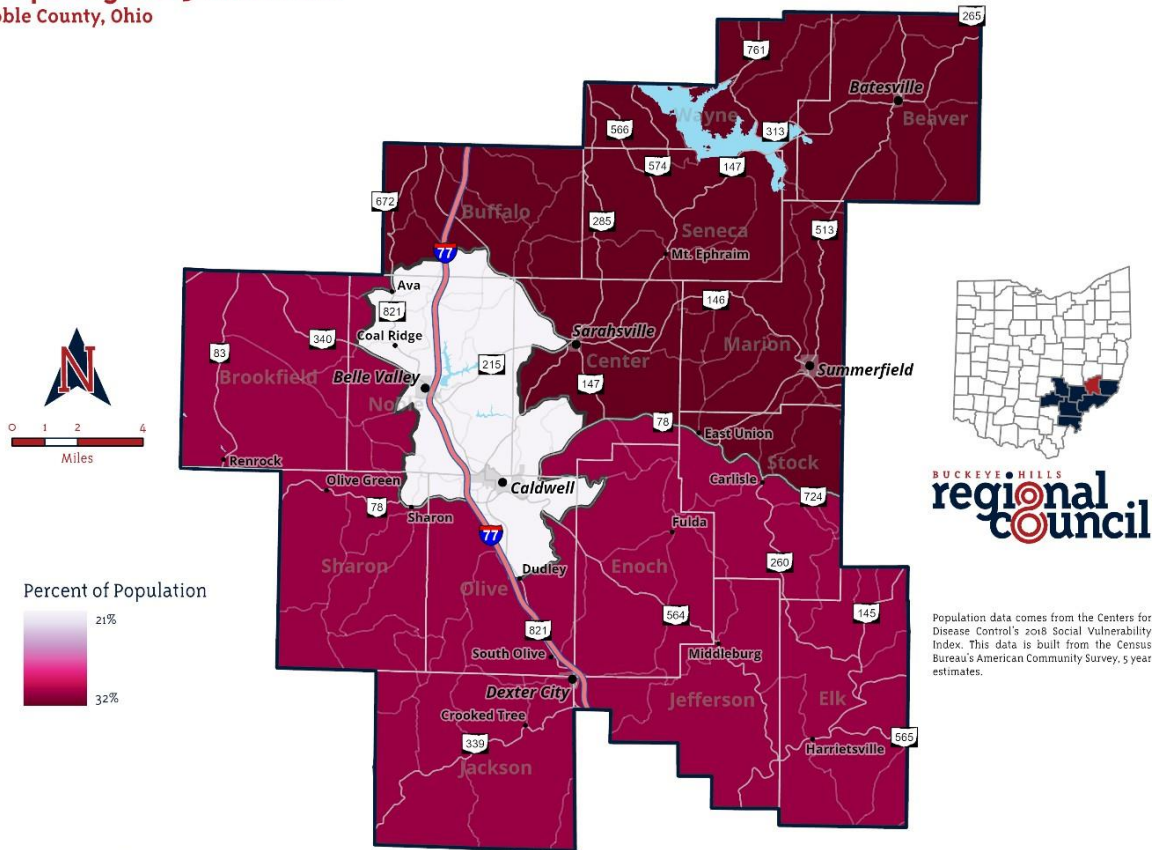 oble County, Ohio
265
761
Batesville
Wayne
Beaver
566
313
574
147
672
Buffalo
285
513
Seneca
Mt. Ephraim
77
Ava
821
146
Sarahsville
Coal Ridge
340
83
215
Center
Marion
Brookfield
Belle Valley
147
Summerfield
Noble
N
78
East Union
0 1 2 4
Miles
Renrock
Stock
Olive Green
Carlisle
Caldwell
78
724
Sharon
Fulda
77
BUCKEYE HILLS
regional
council
Sharon
Dudley
Enoch
260
Olive
Percent of Population
21%
32%
564
145
821
South Olive
Middleburg
Population data comes from the Centers for
Disease Control's 2018 Social Vulnerability
Index. This data is built from the Census
Bureau's American Community Survey, 5 year
estimates.
Dexter City
Jefferson
Elk
Crooked Tree
339
565
Harrietsville
Jackson